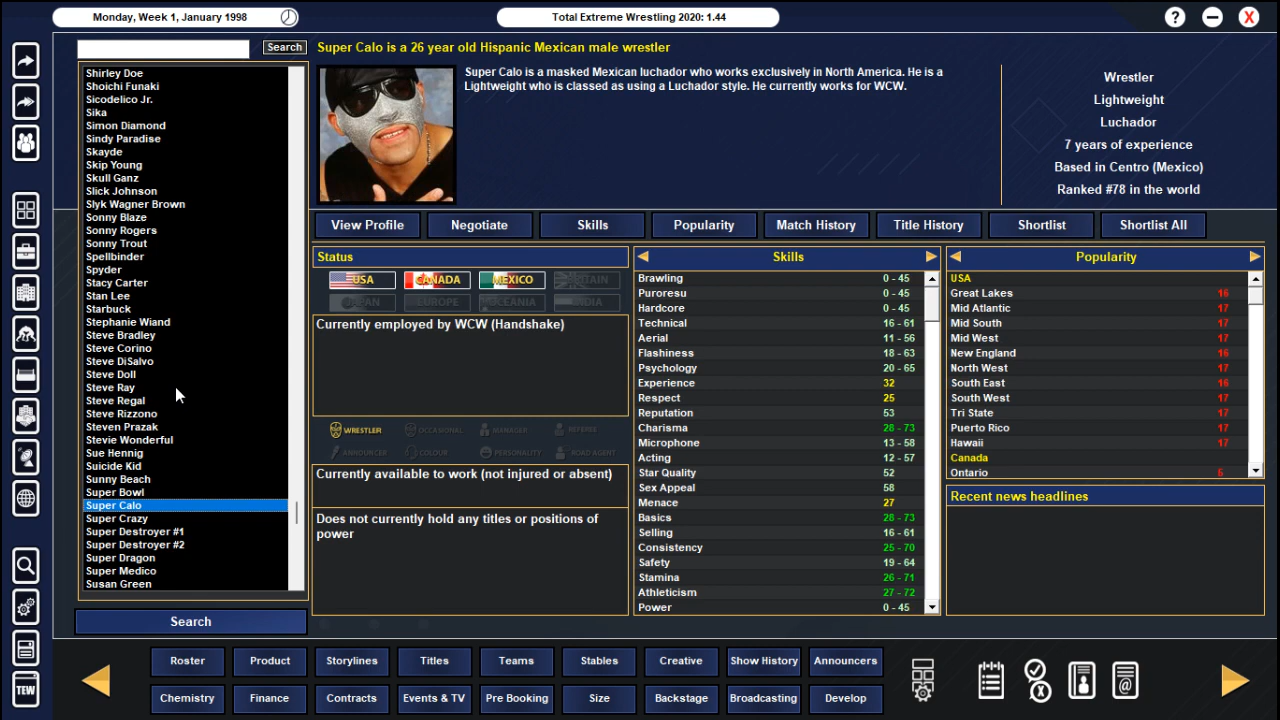 Monday, Week 1, January 1998
Total Extreme Wrestling 2020: 1.44
?
X
Search
Super Calo is a 26 year old Hispanic Mexican male wrestler
Super Calo is a masked Mexican luchador who works exclusively in North America. He is a
Lightweight who is classed as using a Luchador style. He currently works for WCW.
Wrestler
Lightweight
Luchador
7 years of experience
Based in Centro (Mexico)
Ranked #78 in the world
Shirley Doe
Shoichi Funaki
Sicodelico Jr.
Sika
Simon Diamond
Sindy Paradise
Skayde
Skip Young
Skull Ganz
Slick Johnson
Slyk Wagner Brown
Sonny Blaze
Sonny Rogers
Sonny Trout
Spellbinder
Spyder
Stacy Carter
Stan Lee
Starbuck
Stephanie Wiand
Steve Bradley
Steve Corino
Steve DiSalvo
Steve Doll
Steve Ray
Steve Regal
Steve Rizzono
Steven Prazak
Stevie Wonderful
Sue Hennig
Suicide Kid
Sunny Beach
Super Bowl
Super Calo
Super Crazy
Super Destroyer #1
Super Destroyer #2
Super Dragon
Super Medico
Susan Green
Search
View Profile
Negotiate
Skills
Popularity
Match History
Title History
Shortlist
Shortlist All
Status
USA
CANADA
MEXICO
BRITAIN
JAPAN
EUROPE
OCEANIA
INDIA
Currently employed by WCW (Handshake)
WRESTLER
OCCASIONAL
MANAGER
REFEREE
ANNOUNCER
COLOUR
PERSONALITY
ROAD AGENT
Currently available to work (not injured or absent)
Does not currently hold any titles or positions of
power
Skills
Brawling 0 - 45
Puroresu 0 - 45
Hardcore 0 - 45
Technical 16 - 61
Aerial 11 - 56
Flashiness 18 - 63
Psychology 20 - 65
Experience 32
Respect 25
Reputation 53
Charisma 28 - 73
Microphone 13 - 58
Acting 12 - 57
Star Quality 52
Sex Appeal 58
Menace 27
Basics 28 - 73
Selling 16 - 61
Consistency 25 - 70
Safety 19 - 64
Stamina 26 - 71
Athleticism 27 - 72
Power 0 - 45
Popularity
USA
Great Lakes 16
Mid Atlantic 17
Mid South 17
Mid West 17
New England 16
North West 17
South East 16
South West 17
Tri State 17
Puerto Rico 17
Hawaii 17
Canada
Ontario 6
Recent news headlines
Roster
Product
Storylines
Titles
Teams
Stables
Creative
Show History
Announcers
Chemistry
Finance
Contracts
Events & TV
Pre Booking
Size
Backstage
Broadcasting
Develop
TEW